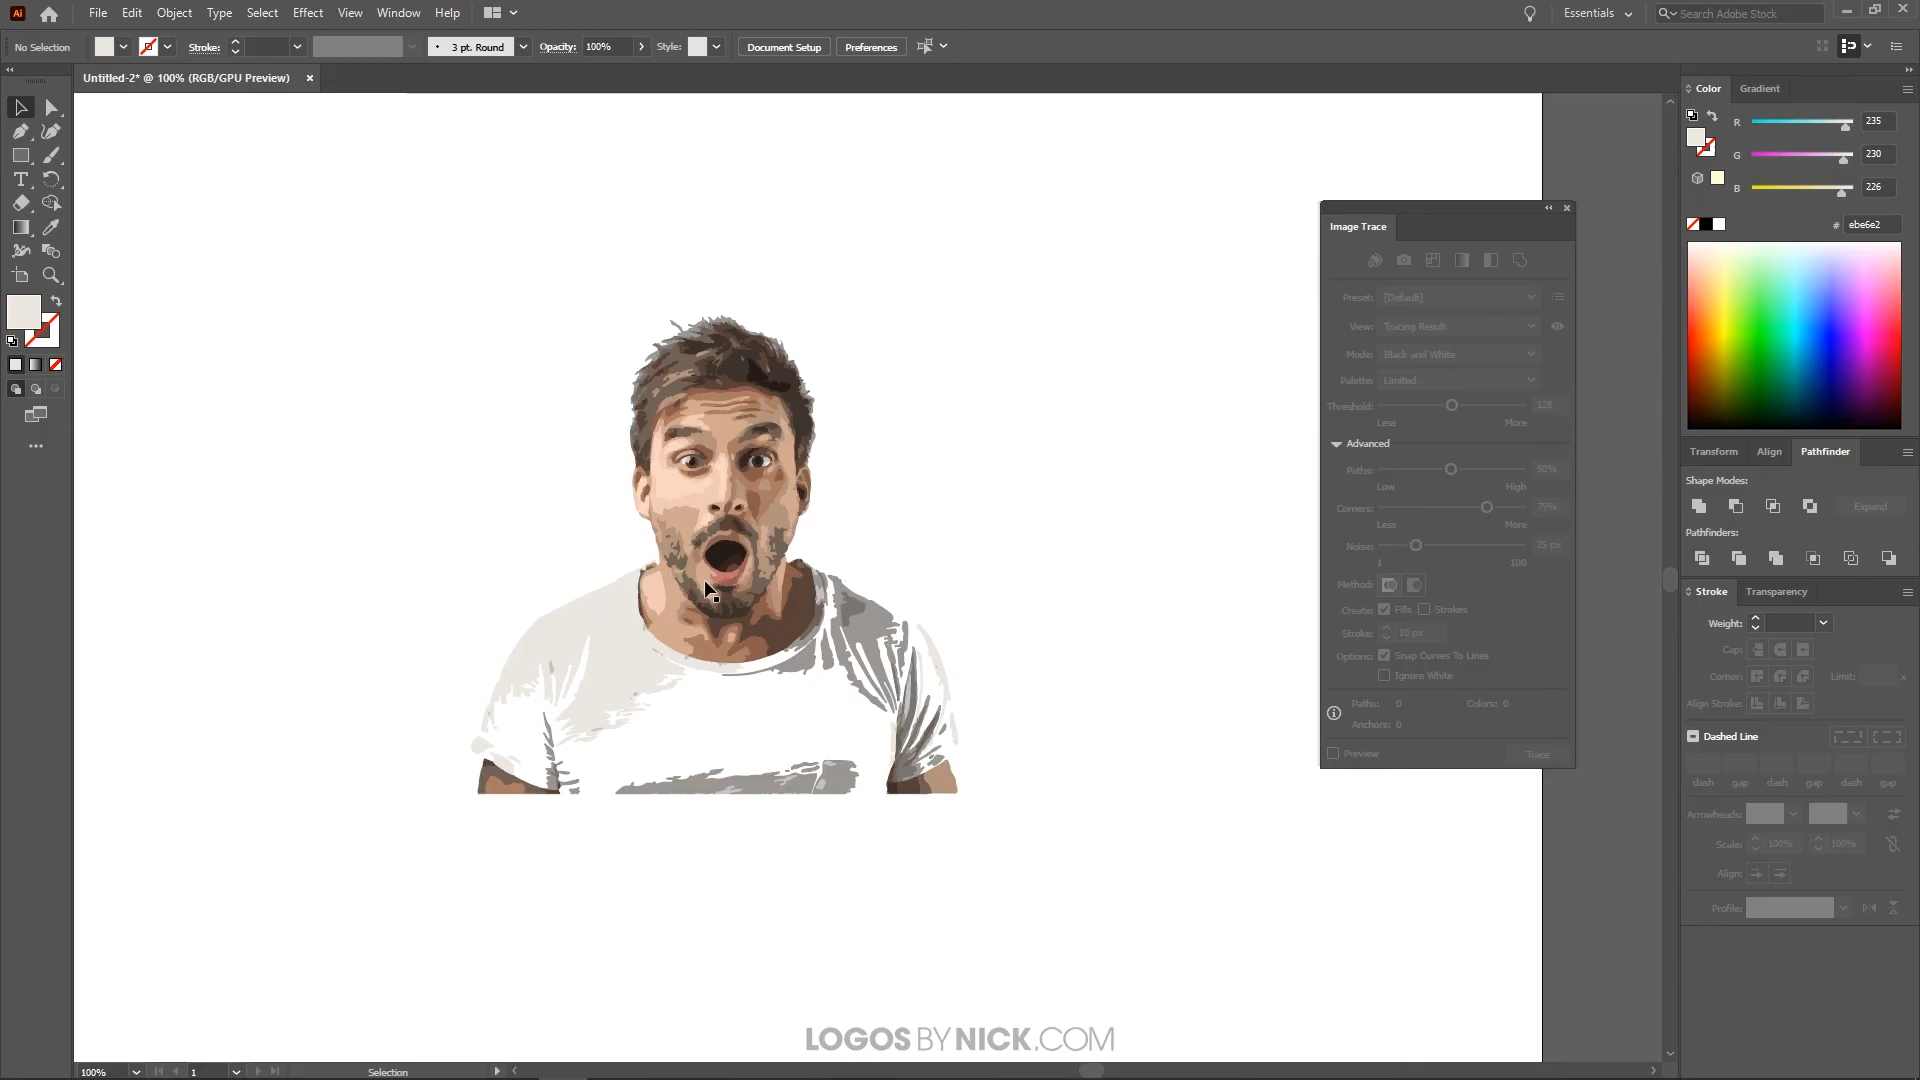 Ai File Edit Object Type Select Effect View Window Help Essentials Search Adobe Stock
No Selection Stroke: 3 pt. Round Opacity: 100% Style: Document Setup Preferences
Untitled-2* @ 100% (RGB/GPU Preview)
Color Gradient
R 235
G 230
B 226
# ebe6e2
Image Trace
Preset: [Default]
View: Tracing Result
Mode: Black and White
Palette: Limited
Threshold: 128
Less More
Advanced
Paths: 50%
Low High
Corners: 75%
Less More
Noise: 25 px
1 100
Method:
Create: Fills Strokes
Stroke: 10 px
Options: Snap Curves To Lines
Ignore White
Paths: 0 Colors: 0
Anchors: 0
Preview Trace
Transform Align Pathfinder
Shape Modes:
Expand
Pathfinders:
Stroke Transparency
Weight:
Cap:
Corner: Limit: x
Align Stroke:
Dashed Line
dash gap dash gap dash gap
Arrowheads:
Scale: 100% 100%
Align:
Profile:
LOGOS BY NICK.COM
100% 1 Selection